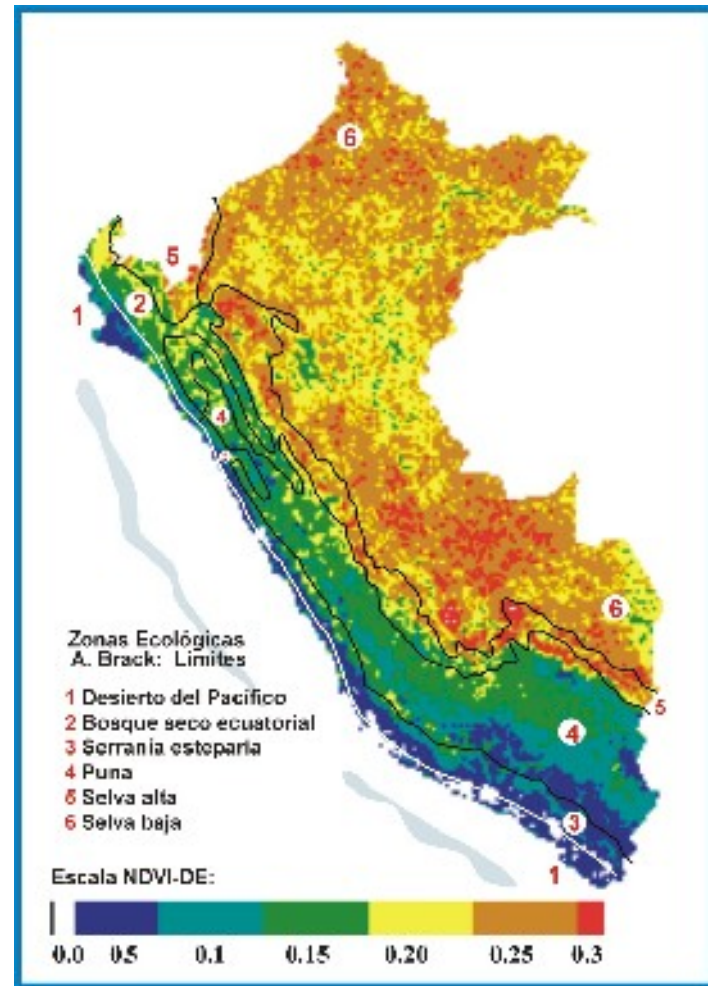 6
5
2
1
4
6
5
4
3
1
Zonas Ecológicas
A. Brack: Limites
1 Desierto del Pacífico
2 Bosque seco ecuatorial
3 Serranía esteparia
4 Puna
5 Selva alta
6 Selva baja
Escala NDVI-DE:
0.0 0.5 0.1 0.15 0.20 0.25 0.3